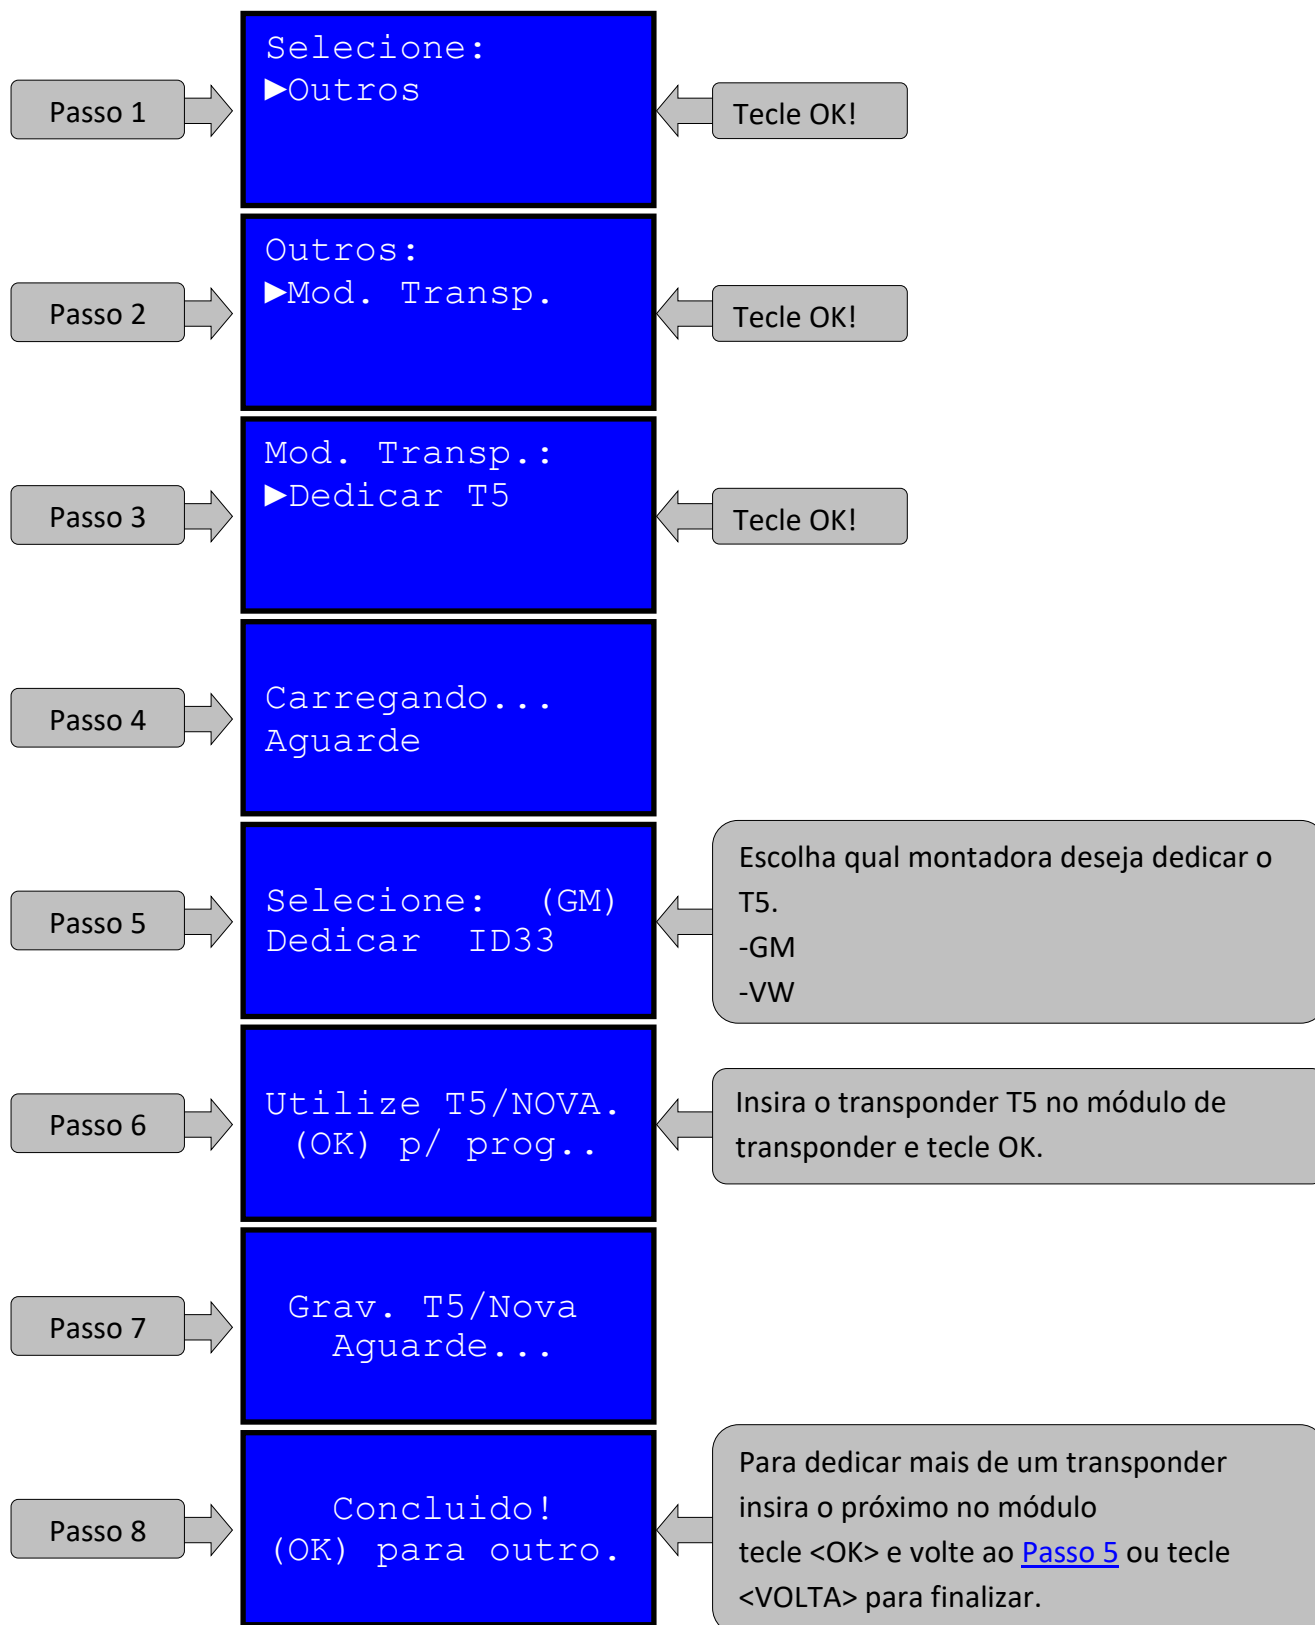 Passo 1
Selecione:
►Outros
Tecle OK!
Passo 2
Outros:
►Mod. Transp.
Tecle OK!
Passo 3
Mod. Transp.:
►Dedicar T5
Tecle OK!
Passo 4
Carregando...
Aguarde
Passo 5
Selecione: (GM)
Dedicar ID33
Escolha qual montadora deseja dedicar o
T5.
-GM
-VW
Passo 6
Utilize T5/NOVA.
(OK) p/ prog..
Insira o transponder T5 no módulo de
transponder e tecle OK.
Passo 7
Grav. T5/Nova
Aguarde...
Passo 8
Concluido!
(OK) para outro.
Para dedicar mais de um transponder
insira o próximo no módulo
tecle <OK> e volte ao Passo 5 ou tecle
<VOLTA> para finalizar.